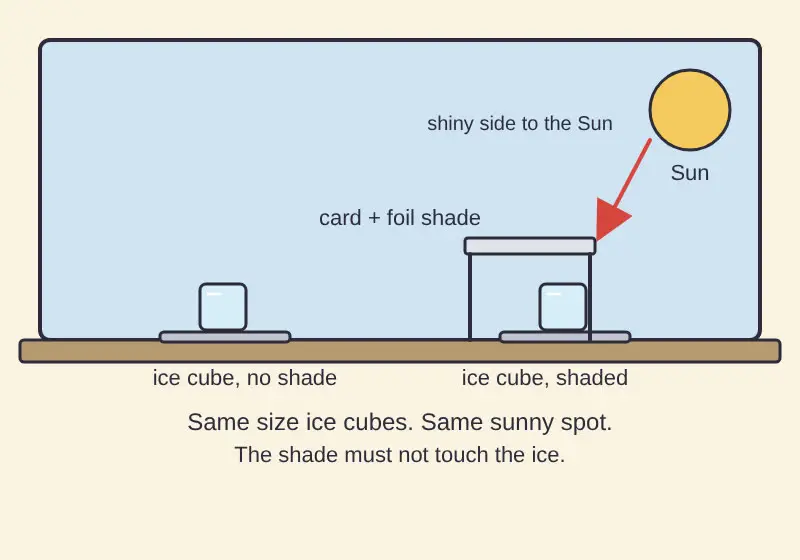 shiny side to the Sun
Sun
card + foil shade
ice cube, no shade
ice cube, shaded
Same size ice cubes. Same sunny spot.
The shade must not touch the ice.